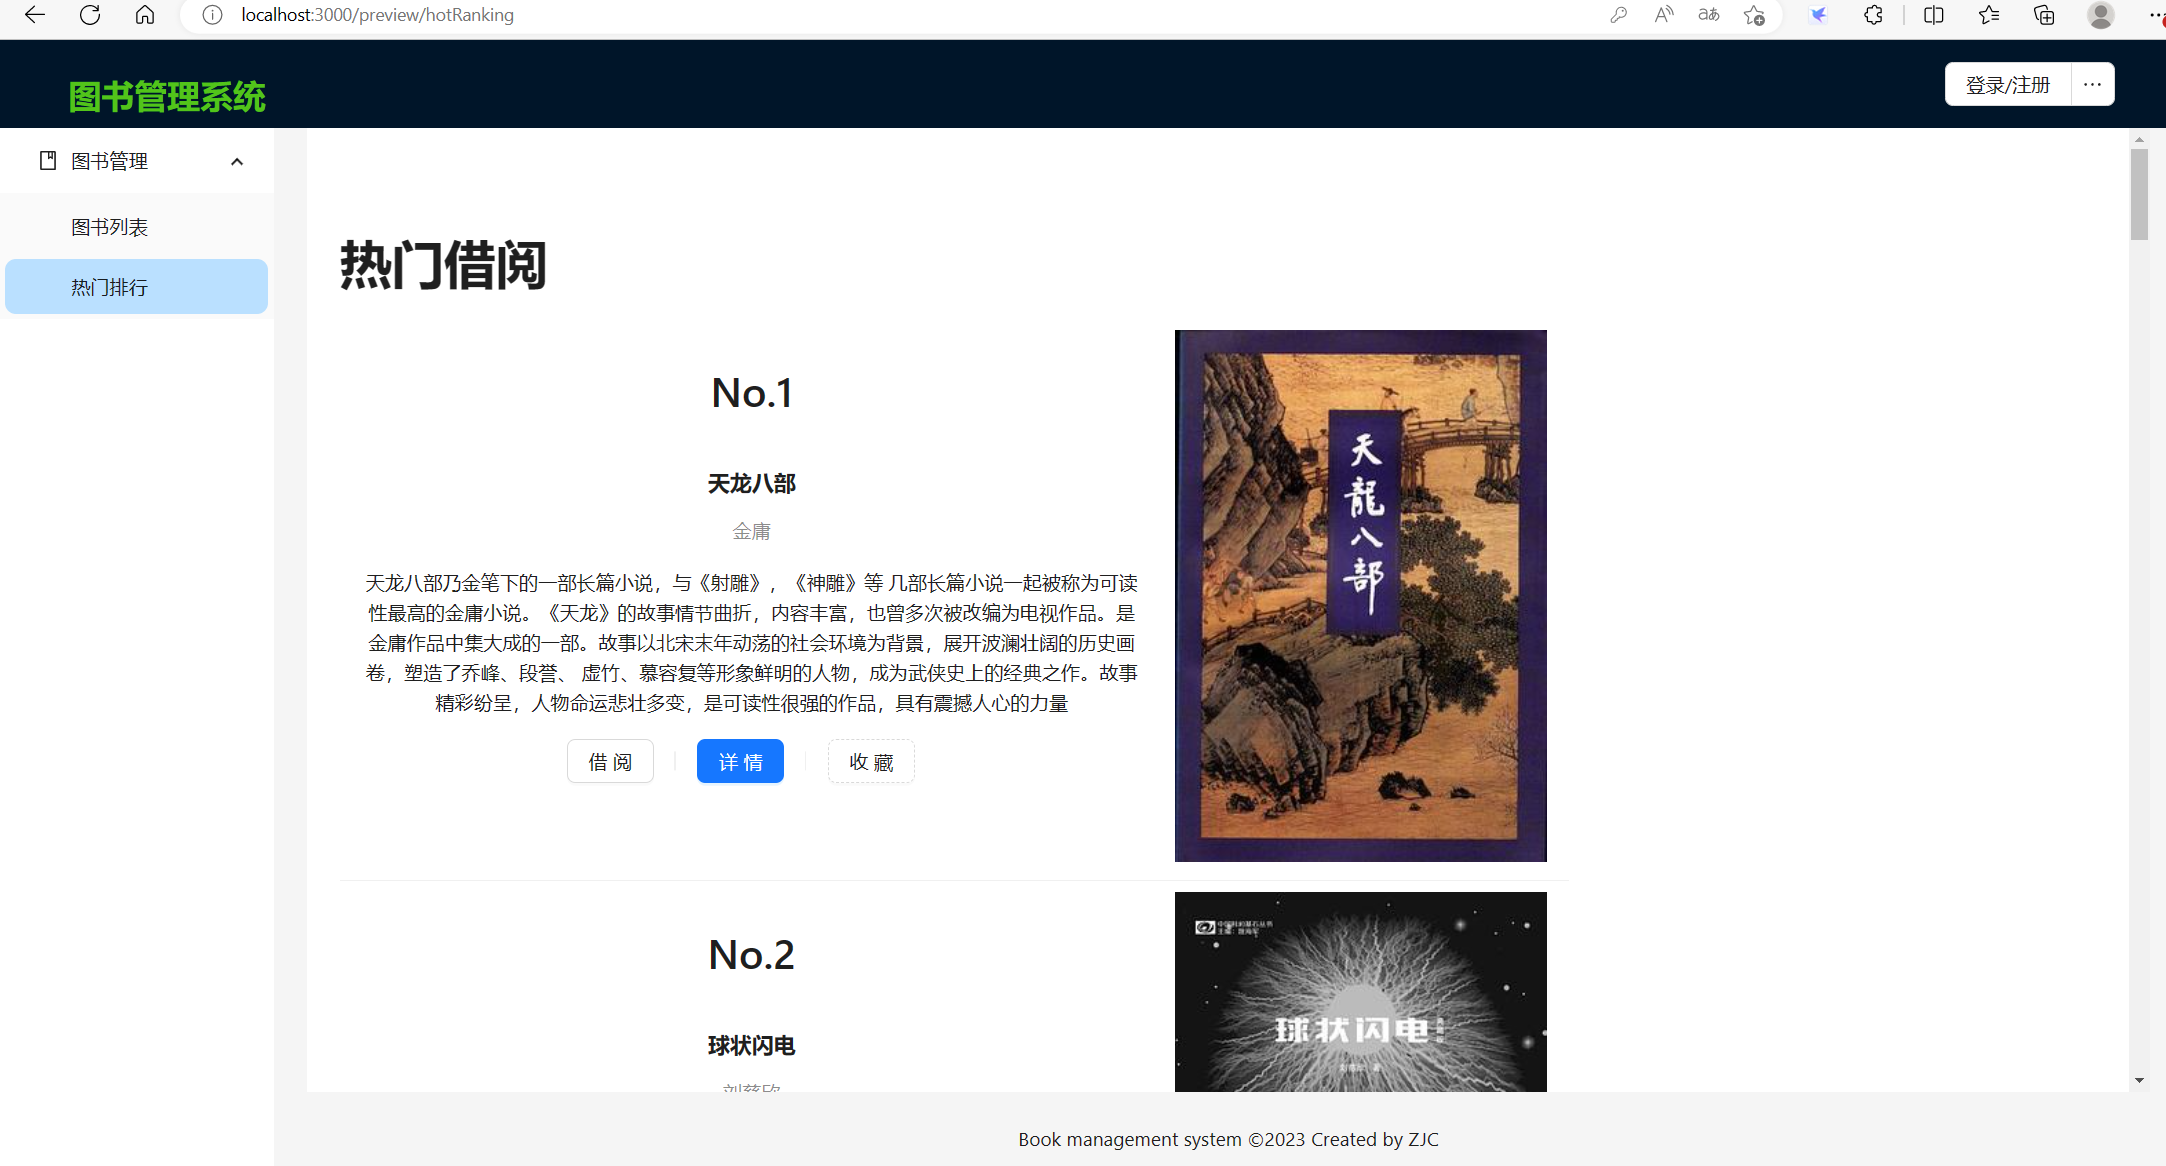 localhost:3000/preview/hotRanking
图书管理系统
登录/注册
图书管理
图书列表
热门排行
热门借阅
No.1
天龙八部
金庸
天龙八部乃金笔下的一部长篇小说，与《射雕》，《神雕》等 几部长篇小说一起被称为可读
性最高的金庸小说。《天龙》的故事情节曲折，内容丰富，也曾多次被改编为电视作品。是
金庸作品中集大成的一部。故事以北宋末年动荡的社会环境为背景，展开波澜壮阔的历史画
卷，塑造了乔峰、段誉、 虚竹、慕容复等形象鲜明的人物，成为武侠史上的经典之作。故事
精彩纷呈，人物命运悲壮多变，是可读性很强的作品，具有震撼人心的力量
借 阅
详 情
收 藏
天龍八部
No.2
球状闪电
刘慈欣
中国科幻基石丛书
球状闪电
Book management system ©2023 Created by ZJC